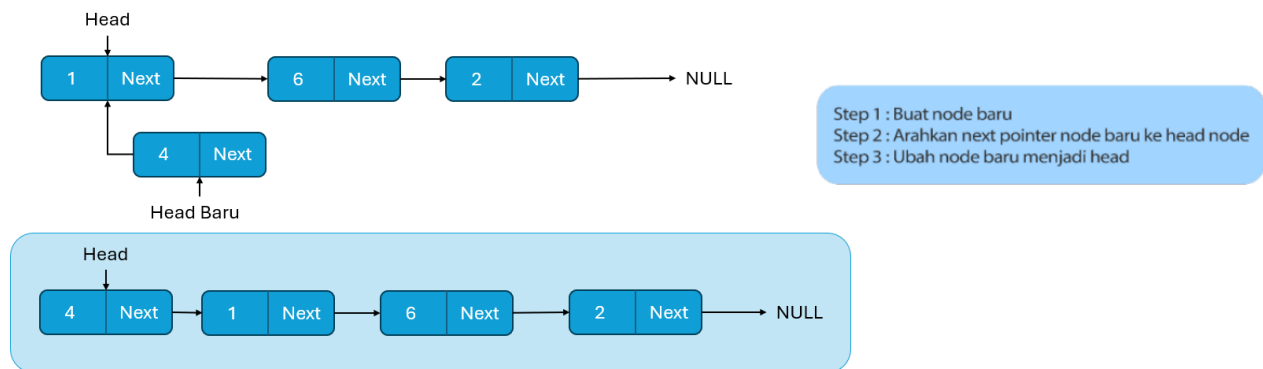 Head
1 Next 6 Next 2 Next NULL
4 Next
Head Baru
Step 1 : Buat node baru
Step 2 : Arahkan next pointer node baru ke head node
Step 3 : Ubah node baru menjadi head
Head
4 Next 1 Next 6 Next 2 Next NULL